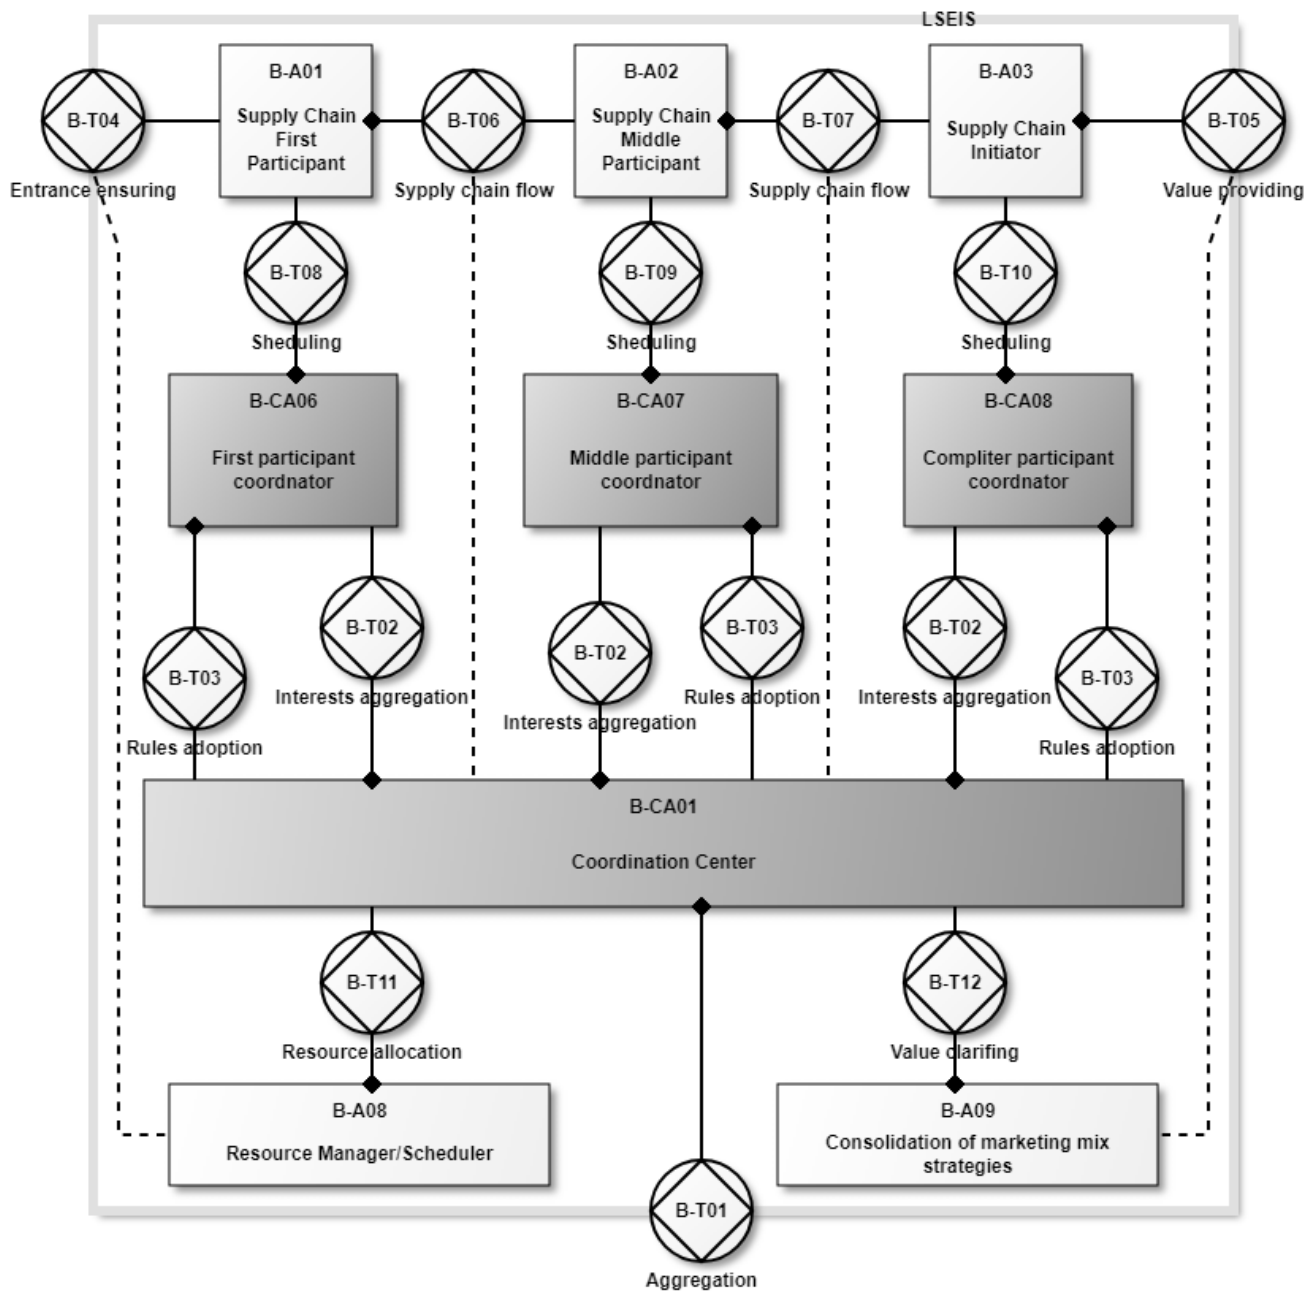 LSEIS
B-A01
Supply Chain
First
Participant
B-A02
Supply Chain
Middle
Participant
B-A03
Supply Chain
Initiator
B-T04
Entrance ensuring
B-T06
Sypply chain flow
B-T07
Supply chain flow
B-T05
Value providing
B-T08
Sheduling
B-T09
Sheduling
B-T10
Sheduling
B-CA06
First participant
coordnator
B-CA07
Middle participant
coordnator
B-CA08
Compliter participant
coordnator
B-T03
Rules adoption
B-T02
Interests aggregation
B-T02
Interests aggregation
B-T03
Rules adoption
B-T02
Interests aggregation
B-T03
Rules adoption
B-CA01
Coordination Center
B-T11
Resource allocation
B-T12
Value clarifing
B-A08
Resource Manager/Scheduler
B-A09
Consolidation of marketing mix
strategies
B-T01
Aggregation